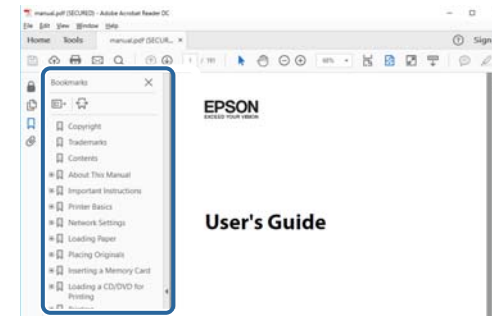 manual.pdf (SECURED) - Adobe Acrobat Reader DC
File Edit View Window Help
Home Tools manual.pdf (SECUR... × Sign
Bookmarks ×
Copyright
Trademarks
Contents
About This Manual
Important Instructions
Printer Basics
Network Settings
Loading Paper
Placing Originals
Inserting a Memory Card
Loading a CD/DVD for
Printing
EPSON
EXCEED YOUR VISION
User's Guide